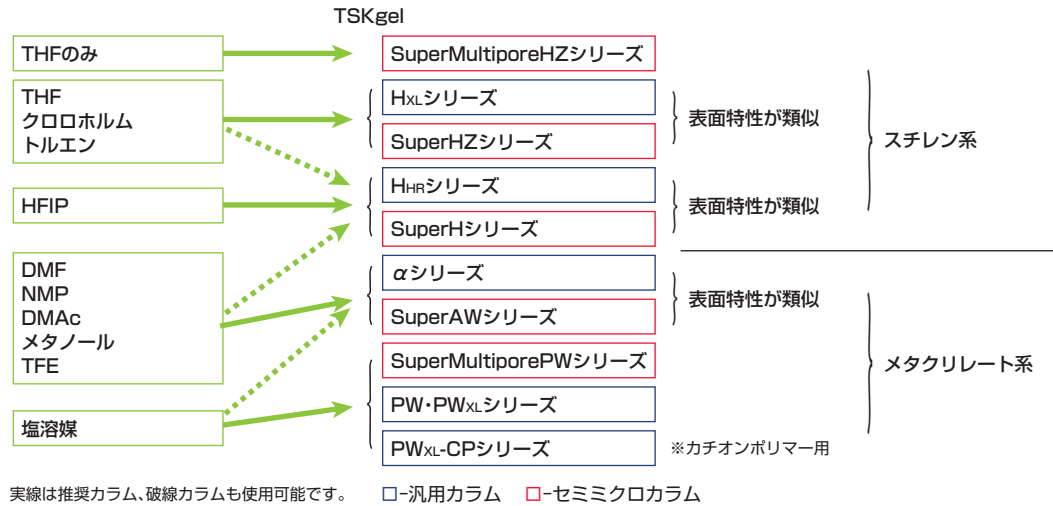 TSKgel
THFのみ
THF
クロロホルム
トルエン
HFIP
DMF
NMP
DMAc
メタノール
TFE
塩溶媒
SuperMultiporeHZシリーズ
HXLシリーズ
SuperHZシリーズ
HHRシリーズ
SuperHシリーズ
αシリーズ
SuperAWシリーズ
SuperMultiporePWシリーズ
PW・PWXLシリーズ
PWXL-CPシリーズ
表面特性が類似
表面特性が類似
表面特性が類似
※カチオンポリマー用
スチレン系
メタクリレート系
実線は推奨カラム、破線カラムも使用可能です。
□-汎用カラム □-セミミクロカラム